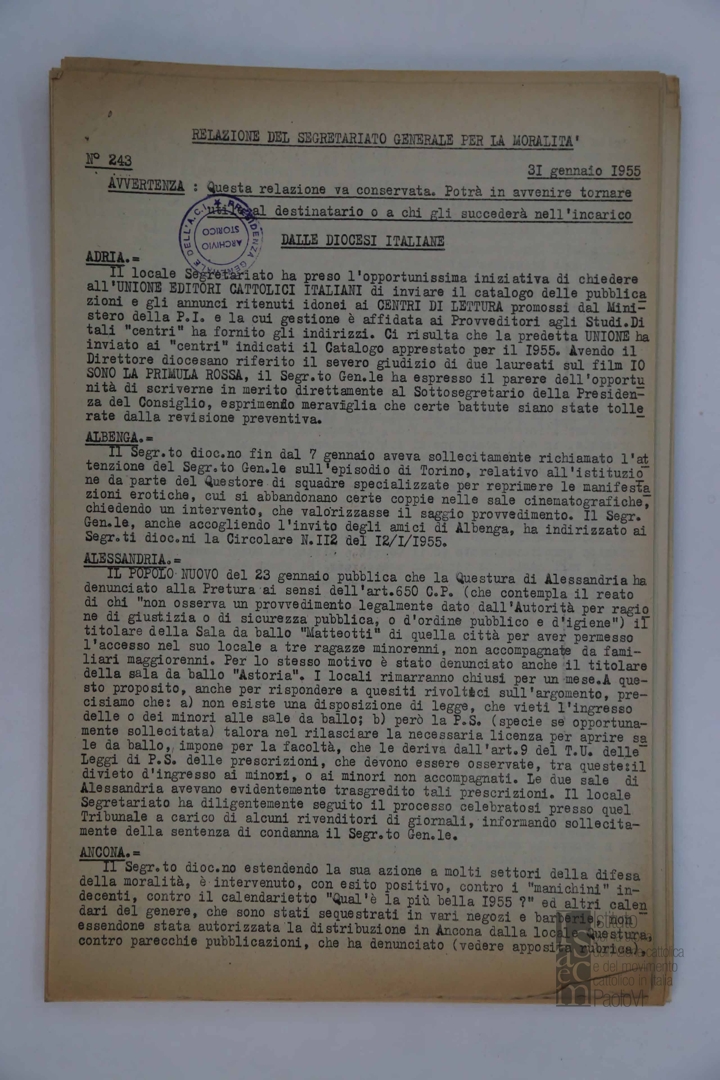 RELAZIONE DEL SEGRETARIATO GENERALE PER LA MORALITA'
N° 243
3I gennaio I955
AVVERTENZA : Questa relazione va conservata. Potrà in avvenire tornare
utile al destinatario o a chi gli succederà nell'incarico
PRESIDENZA GENERALE DELL'A.C.I. ★
ARCHIVIO
STORICO
DALLE DIOCESI ITALIANE
ADRIA.=
Il locale Segretariato ha preso l'opportunissima iniziativa di chiedere
all'UNIONE EDITORI CATTOLICI ITALIANI di inviare il catalogo delle pubblica
zioni e gli annunci ritenuti idonei ai CENTRI DI LETTURA promossi dal Mini-
stero della P.I. e la cui gestione è affidata ai Provveditori agli Studi.Di
tali "centri" ha fornito gli indirizzi. Ci risulta che la predetta UNIONE ha
inviato ai "centri" indicati il Catalogo apprestato per il I955. Avendo il
Direttore diocesano riferito il severo giudizio di due laureati sul film IO
SONO LA PRIMULA ROSSA, il Segr.to Gen.le ha espresso il parere dell'opportu
nità di scriverne in merito direttamente al Sottosegretario della Presiden-
za del Consiglio, esprimendo meraviglia che certe battute siano state tolle
rate dalla revisione preventiva.
ALBENGA.=
Il Segr.to dioc.no fin dal 7 gennaio aveva sollecitamente richiamato l'at
tenzione del Segr.to Gen.le sull'episodio di Torino, relativo all'istituzio
ne da parte del Questore di squadre specializzate per reprimere le manifesta
zioni erotiche, cui si abbandonano certe coppie nelle sale cinematografiche,
chiedendo un intervento, che valorizzasse il saggio provvedimento. Il Segr.
Gen.le, anche accogliendo l'invito degli amici di Albenga, ha indirizzato ai
Segr.ti dioc.ni la Circolare N.II2 del I2/I/I955.
ALESSANDRIA.=
IL POPOLO NUOVO del 23 gennaio pubblica che la Questura di Alessandria ha
denunciato alla Pretura ai sensi dell'art.650 C.P. (che contempla il reato
di chi "non osserva un provvedimento legalmente dato dall'Autorità per ragio
ne di giustizia o di sicurezza pubblica, o d'ordine pubblico e d'igiene") il
titolare della Sala da ballo "Matteotti" di quella città per aver permesso
l'accesso nel suo locale a tre ragazze minorenni, non accompagnate da fami-
liari maggiorenni. Per lo stesso motivo è stato denunciato anche il titolare
della sala da ballo "Astoria". I locali rimarranno chiusi per un mese.A que-
sto proposito, anche per rispondere a quesiti rivoltici sull'argomento, pre-
cisiamo che: a) non esiste una disposizione di legge, che vieti l'ingresso
delle o dei minori alle sale da ballo; b) però la P.S. (specie se opportuna-
mente sollecitata) talora nel rilasciare la necessaria licenza per aprire sa
le da ballo, impone per la facoltà, che le deriva dall'art.9 del T.U. delle
Leggi di P.S. delle prescrizioni, che devono essere osservate, tra queste:il
divieto d'ingresso ai minori, o ai minori non accompagnati. Le due sale di
Alessandria avevano evidentemente trasgredito tali prescrizioni. Il locale
Segretariato ha diligentemente seguito il processo celebratosi presso quel
Tribunale a carico di alcuni rivenditori di giornali, informando sollecita-
mente della sentenza di condanna il Segr.to Gen.le.
ANCONA.=
Il Segr.to dioc.no estendendo la sua azione a molti settori della difesa
della moralità, è intervenuto, con esito positivo, contro i "manichini" in-
decenti, contro il calendarietto "Qual'è la più bella I955 ?" ed altri calen
dari del genere, che sono stati sequestrati in vari negozi e barberie, non
essendone stata autorizzata la distribuzione in Ancona dalla locale Questura,
contro parecchie pubblicazioni, che ha denunciato (vedere apposita rubrica),
cattolica
e del movimento
cattolico in Italia
Paolo VI